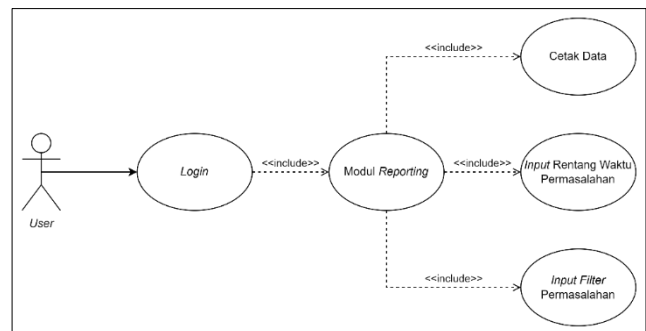 <<include>>
Cetak Data
User
Login
<<include>>
Modul Reporting
<<include>>
Input Rentang Waktu
Permasalahan
<<include>>
Input Filter
Permasalahan